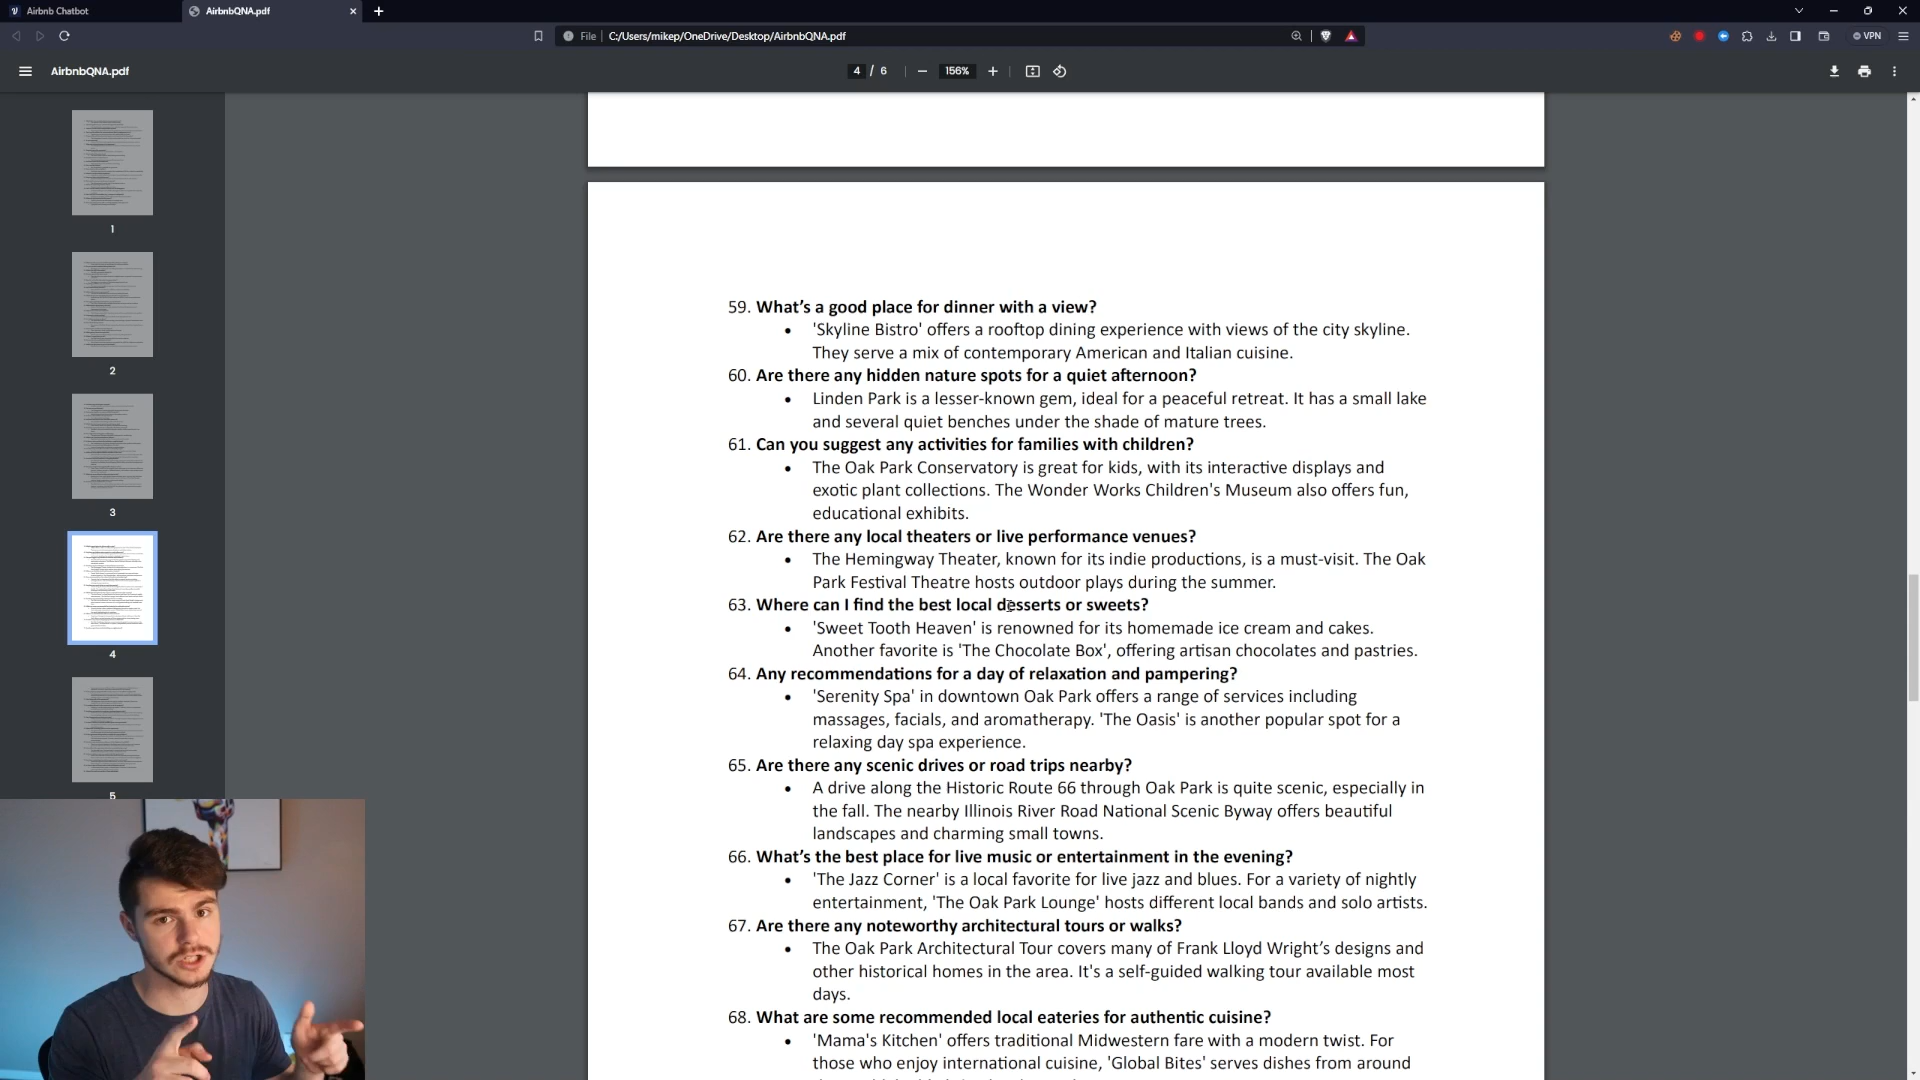 Airbnb Chatbot
AirbnbQNA.pdf
File
C:/Users/mikep/OneDrive/Desktop/AirbnbQNA.pdf
VPN
AirbnbQNA.pdf
4 / 6
156%
1
2
3
4
5
59. What's a good place for dinner with a view?
• 'Skyline Bistro' offers a rooftop dining experience with views of the city skyline.
They serve a mix of contemporary American and Italian cuisine.
60. Are there any hidden nature spots for a quiet afternoon?
• Linden Park is a lesser-known gem, ideal for a peaceful retreat. It has a small lake
and several quiet benches under the shade of mature trees.
61. Can you suggest any activities for families with children?
• The Oak Park Conservatory is great for kids, with its interactive displays and
exotic plant collections. The Wonder Works Children's Museum also offers fun,
educational exhibits.
62. Are there any local theaters or live performance venues?
• The Hemingway Theater, known for its indie productions, is a must-visit. The Oak
Park Festival Theatre hosts outdoor plays during the summer.
63. Where can I find the best local desserts or sweets?
• 'Sweet Tooth Heaven' is renowned for its homemade ice cream and cakes.
Another favorite is 'The Chocolate Box', offering artisan chocolates and pastries.
64. Any recommendations for a day of relaxation and pampering?
• 'Serenity Spa' in downtown Oak Park offers a range of services including
massages, facials, and aromatherapy. 'The Oasis' is another popular spot for a
relaxing day spa experience.
65. Are there any scenic drives or road trips nearby?
• A drive along the Historic Route 66 through Oak Park is quite scenic, especially in
the fall. The nearby Illinois River Road National Scenic Byway offers beautiful
landscapes and charming small towns.
66. What's the best place for live music or entertainment in the evening?
• 'The Jazz Corner' is a local favorite for live jazz and blues. For a variety of nightly
entertainment, 'The Oak Park Lounge' hosts different local bands and solo artists.
67. Are there any noteworthy architectural tours or walks?
• The Oak Park Architectural Tour covers many of Frank Lloyd Wright's designs and
other historical homes in the area. It's a self-guided walking tour available most
days.
68. What are some recommended local eateries for authentic cuisine?
• 'Mama's Kitchen' offers traditional Midwestern fare with a modern twist. For
those who enjoy international cuisine, 'Global Bites' serves dishes from around